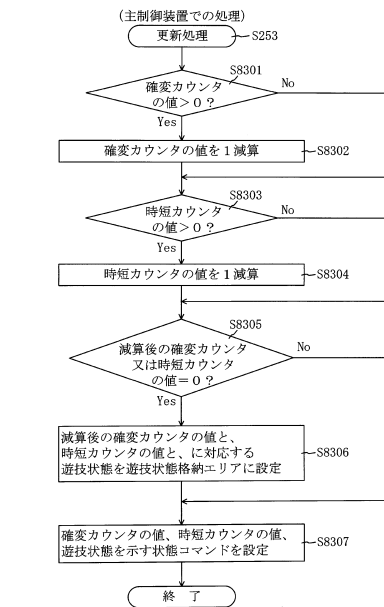 (主制御装置での処理)
更新処理
S253
S8301
確変カウンタ
の値>0?
No
Yes
確変カウンタの値を1減算
S8302
S8303
時短カウンタ
の値>0?
No
Yes
時短カウンタの値を1減算
S8304
S8305
減算後の確変カウンタ
又は時短カウンタ
の値=0?
No
Yes
減算後の確変カウンタの値と、
時短カウンタの値と、に対応する
遊技状態を遊技状態格納エリアに設定
S8306
確変カウンタの値、時短カウンタの値、
遊技状態を示す状態コマンドを設定
S8307
終 了